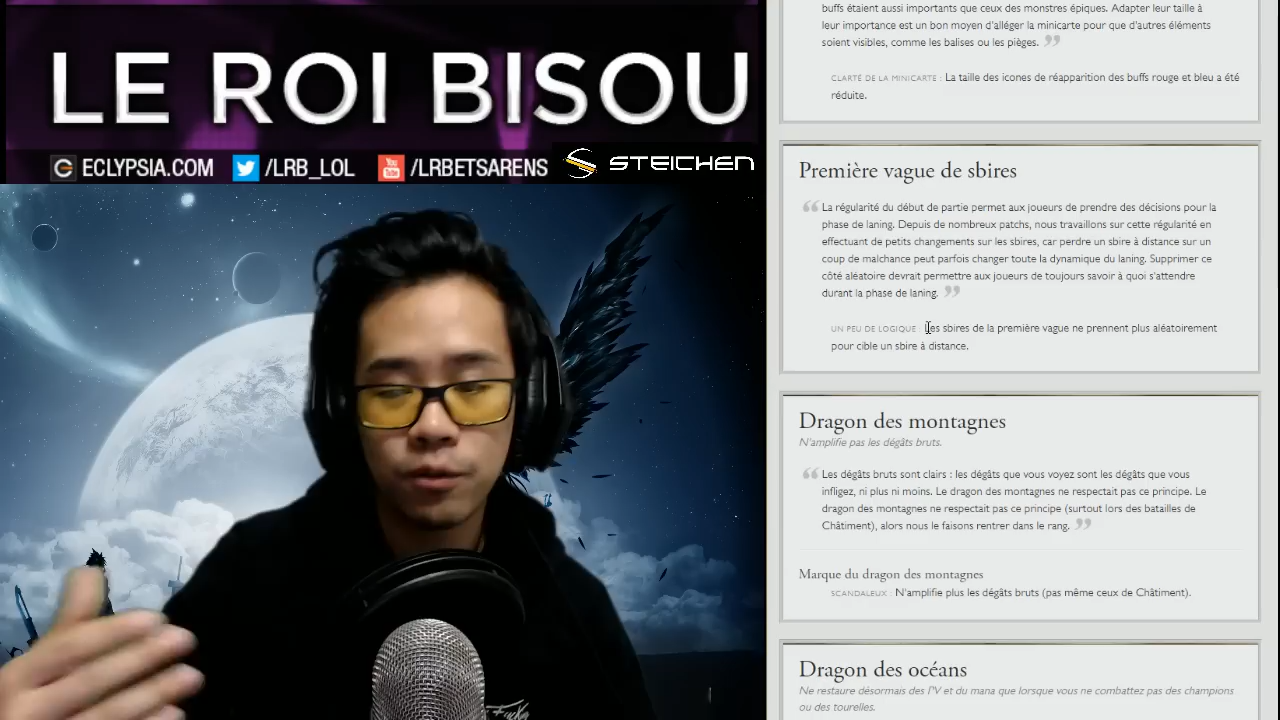 LE ROI BISOU
ECLYPSIA.COM /LRB_LOL You Tube /LRBETSARENS STEICHEN
buffs étaient aussi importants que ceux des monstres épiques. Adapter leur taille à
leur importance est un bon moyen d'alléger la minicarte pour que d'autres éléments
soient visibles, comme les balises ou les pièges. ”
CLARTÉ DE LA MINICARTE : La taille des icones de réapparition des buffs rouge et bleu a été
réduite.
Première vague de sbires
“ La régularité du début de partie permet aux joueurs de prendre des décisions pour la
phase de laning. Depuis de nombreux patchs, nous travaillons sur cette régularité en
effectuant de petits changements sur les sbires, car perdre un sbire à distance sur un
coup de malchance peut parfois changer toute la dynamique du laning. Supprimer ce
côté aléatoire devrait permettre aux joueurs de toujours savoir à quoi s'attendre
durant la phase de laning. ”
UN PEU DE LOGIQUE : Les sbires de la première vague ne prennent plus aléatoirement
pour cible un sbire à distance.
Dragon des montagnes
N'amplifie pas les dégâts bruts.
“ Les dégâts bruts sont clairs : les dégâts que vous voyez sont les dégâts que vous
infligez, ni plus ni moins. Le dragon des montagnes ne respectait pas ce principe. Le
dragon des montagnes ne respectait pas ce principe (surtout lors des batailles de
Châtiment), alors nous le faisons rentrer dans le rang. ”
Marque du dragon des montagnes
SCANDALEUX : N'amplifie plus les dégâts bruts (pas même ceux de Châtiment).
Dragon des océans
Ne restaure désormais des PV et du mana que lorsque vous ne combattez pas des champions
ou des tourelles.